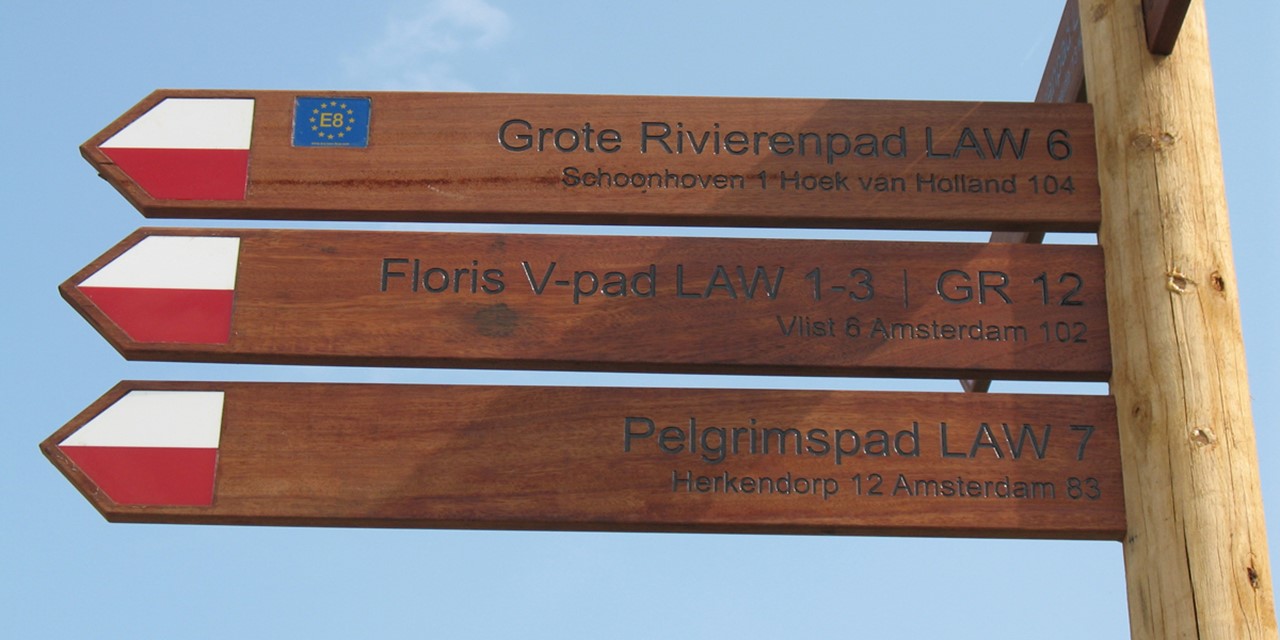 E8
Grote Rivierenpad LAW 6
Schoonhoven 1 Hoek van Holland 104
Floris V-pad LAW 1-3 | GR 12
Vlist 6 Amsterdam 102
Pelgrimspad LAW 7
Herkendorp 12 Amsterdam 83